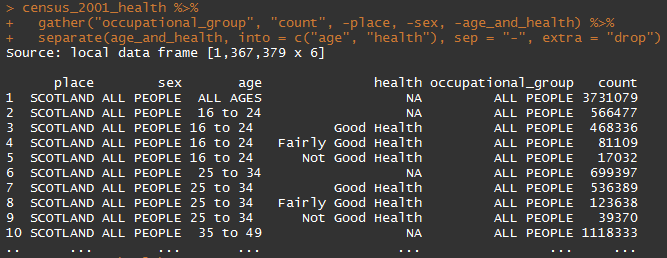 > census_2001_health %>%
+   gather("occupational_group", "count", -place, -sex, -age_and_health) %>%
+   separate(age_and_health, into = c("age", "health"), sep = "-", extra = "drop")
Source: local data frame [1,367,379 x 6]
place sex age health occupational_group count
1 SCOTLAND ALL PEOPLE ALL AGES NA ALL PEOPLE 3731079
2 SCOTLAND ALL PEOPLE 16 to 24 NA ALL PEOPLE 566477
3 SCOTLAND ALL PEOPLE 16 to 24 Good Health ALL PEOPLE 468336
4 SCOTLAND ALL PEOPLE 16 to 24 Fairly Good Health ALL PEOPLE 81109
5 SCOTLAND ALL PEOPLE 16 to 24 Not Good Health ALL PEOPLE 17032
6 SCOTLAND ALL PEOPLE 25 to 34 NA ALL PEOPLE 699397
7 SCOTLAND ALL PEOPLE 25 to 34 Good Health ALL PEOPLE 536389
8 SCOTLAND ALL PEOPLE 25 to 34 Fairly Good Health ALL PEOPLE 123638
9 SCOTLAND ALL PEOPLE 25 to 34 Not Good Health ALL PEOPLE 39370
10 SCOTLAND ALL PEOPLE 35 to 49 NA ALL PEOPLE 1118333
.. ... ... ... ... ... ...